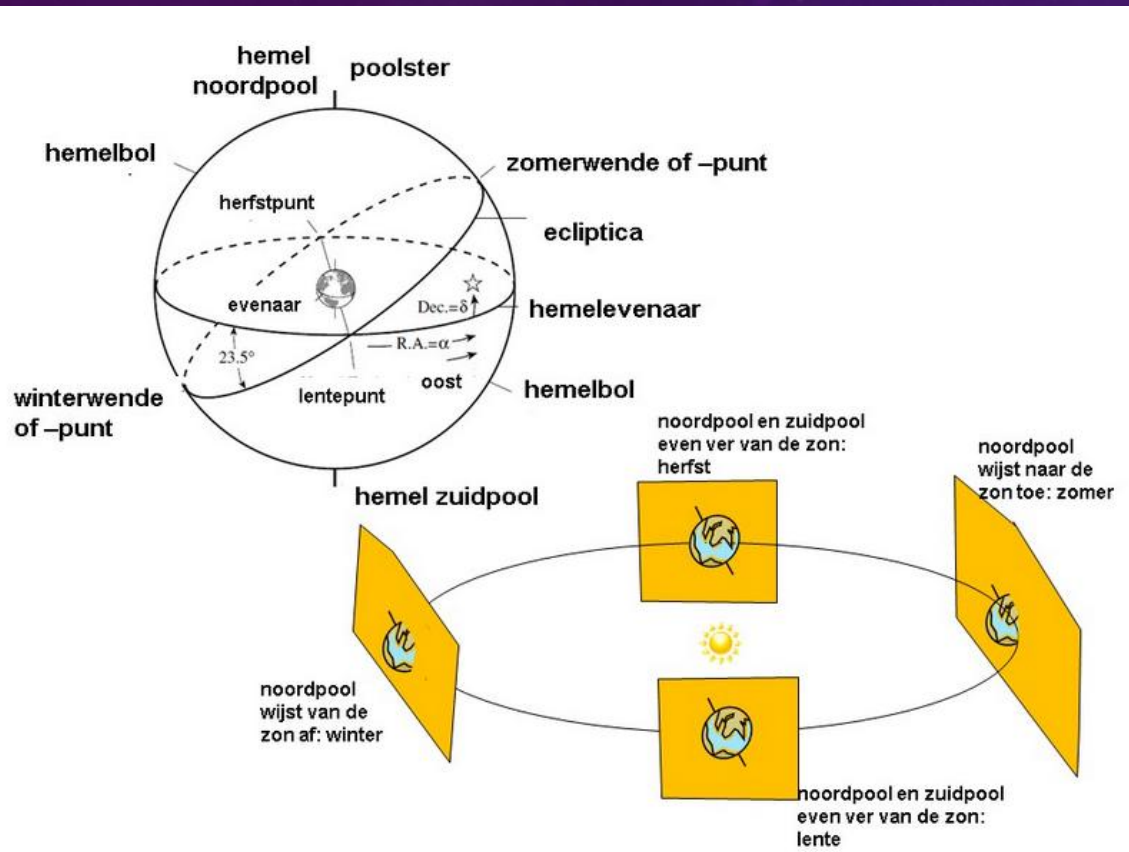 hemel
noordpool
poolster
hemelbol
zomerwende of –punt
herfstpunt
ecliptica
evenaar
Dec.=δ
hemelevenaar
R.A.=α
23.5°
oost
lentepunt
hemelbol
winterwende
of –punt
hemel zuidpool
noordpool en zuidpool
even ver van de zon:
herfst
noordpool
wijst naar de
zon toe: zomer
noordpool
wijst van de
zon af: winter
noordpool en zuidpool
even ver van de zon:
lente